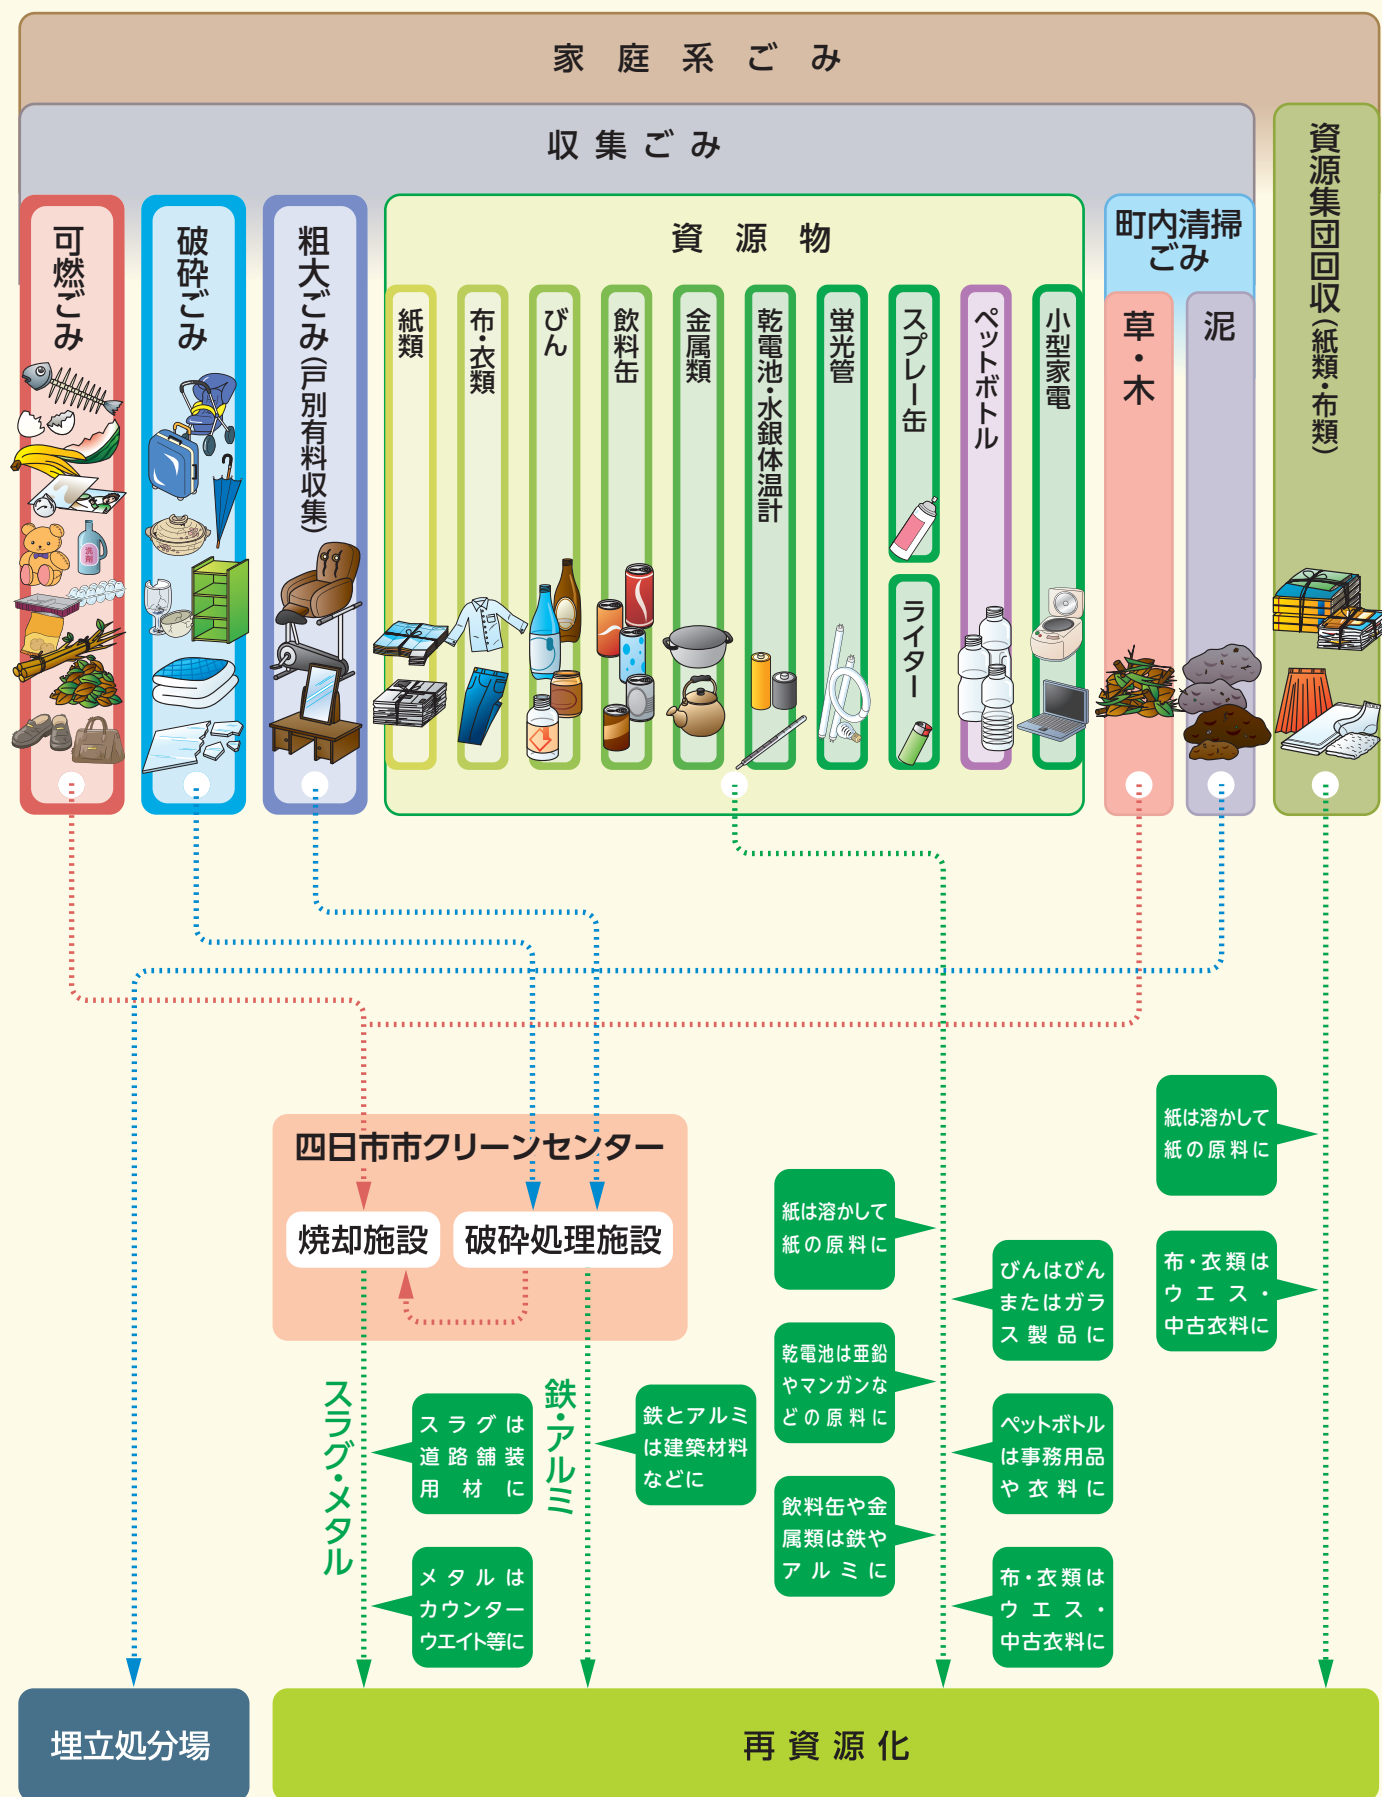 家庭系ごみ
収集ごみ
資源集団回収(紙類・布類)
可燃ごみ
破砕ごみ
粗大ごみ(戸別有料収集)
資源物
紙類
布・衣類
びん
飲料缶
金属類
乾電池・水銀体温計
蛍光管
スプレー缶
ライター
ペットボトル
小型家電
町内清掃
ごみ
草・木
泥
洗剤
四日市市クリーンセンター
焼却施設
破砕処理施設
スラグ・メタル
スラグは
道路舗装
用材に
メタルは
カウンター
ウエイト等に
鉄・アルミ
鉄とアルミ
は建築材料
などに
紙は溶かして
紙の原料に
乾電池は亜鉛
やマンガンな
どの原料に
飲料缶や金
属類は鉄や
アルミに
びんはびん
またはガラ
ス製品に
ペットボトル
は事務用品
や衣料に
布・衣類は
ウエス・
中古衣料に
紙は溶かして
紙の原料に
布・衣類は
ウエス・
中古衣料に
埋立処分場
再資源化